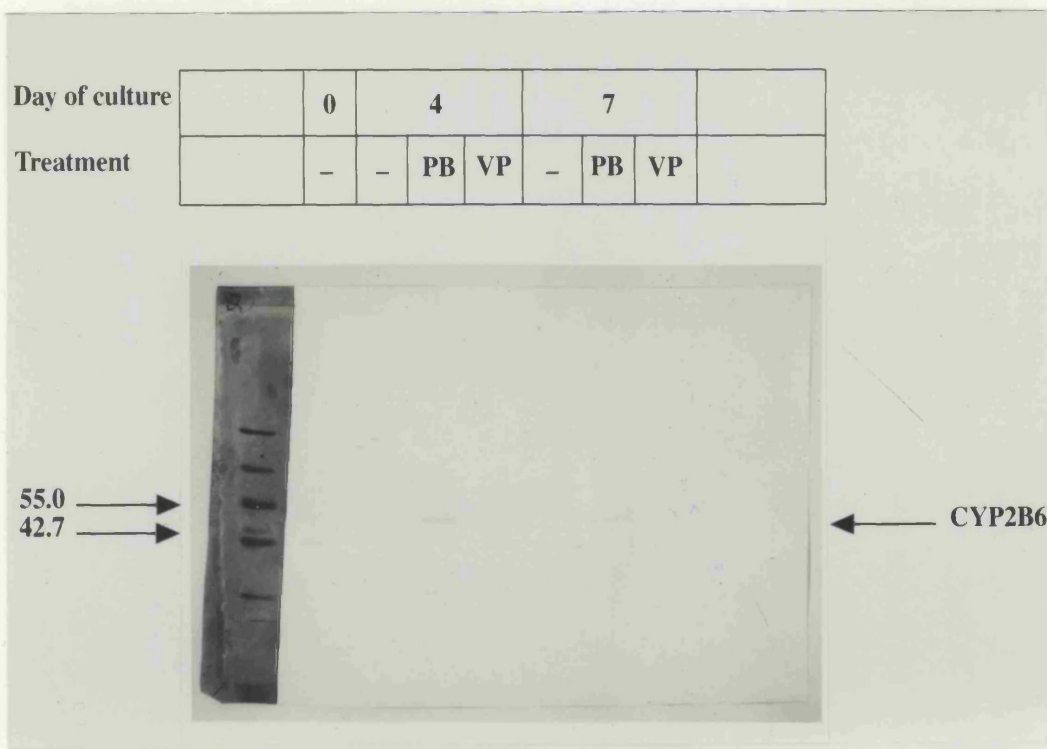 Day of culture 0 4 7
Treatment – – PB VP – PB VP
55.0
42.7
CYP2B6